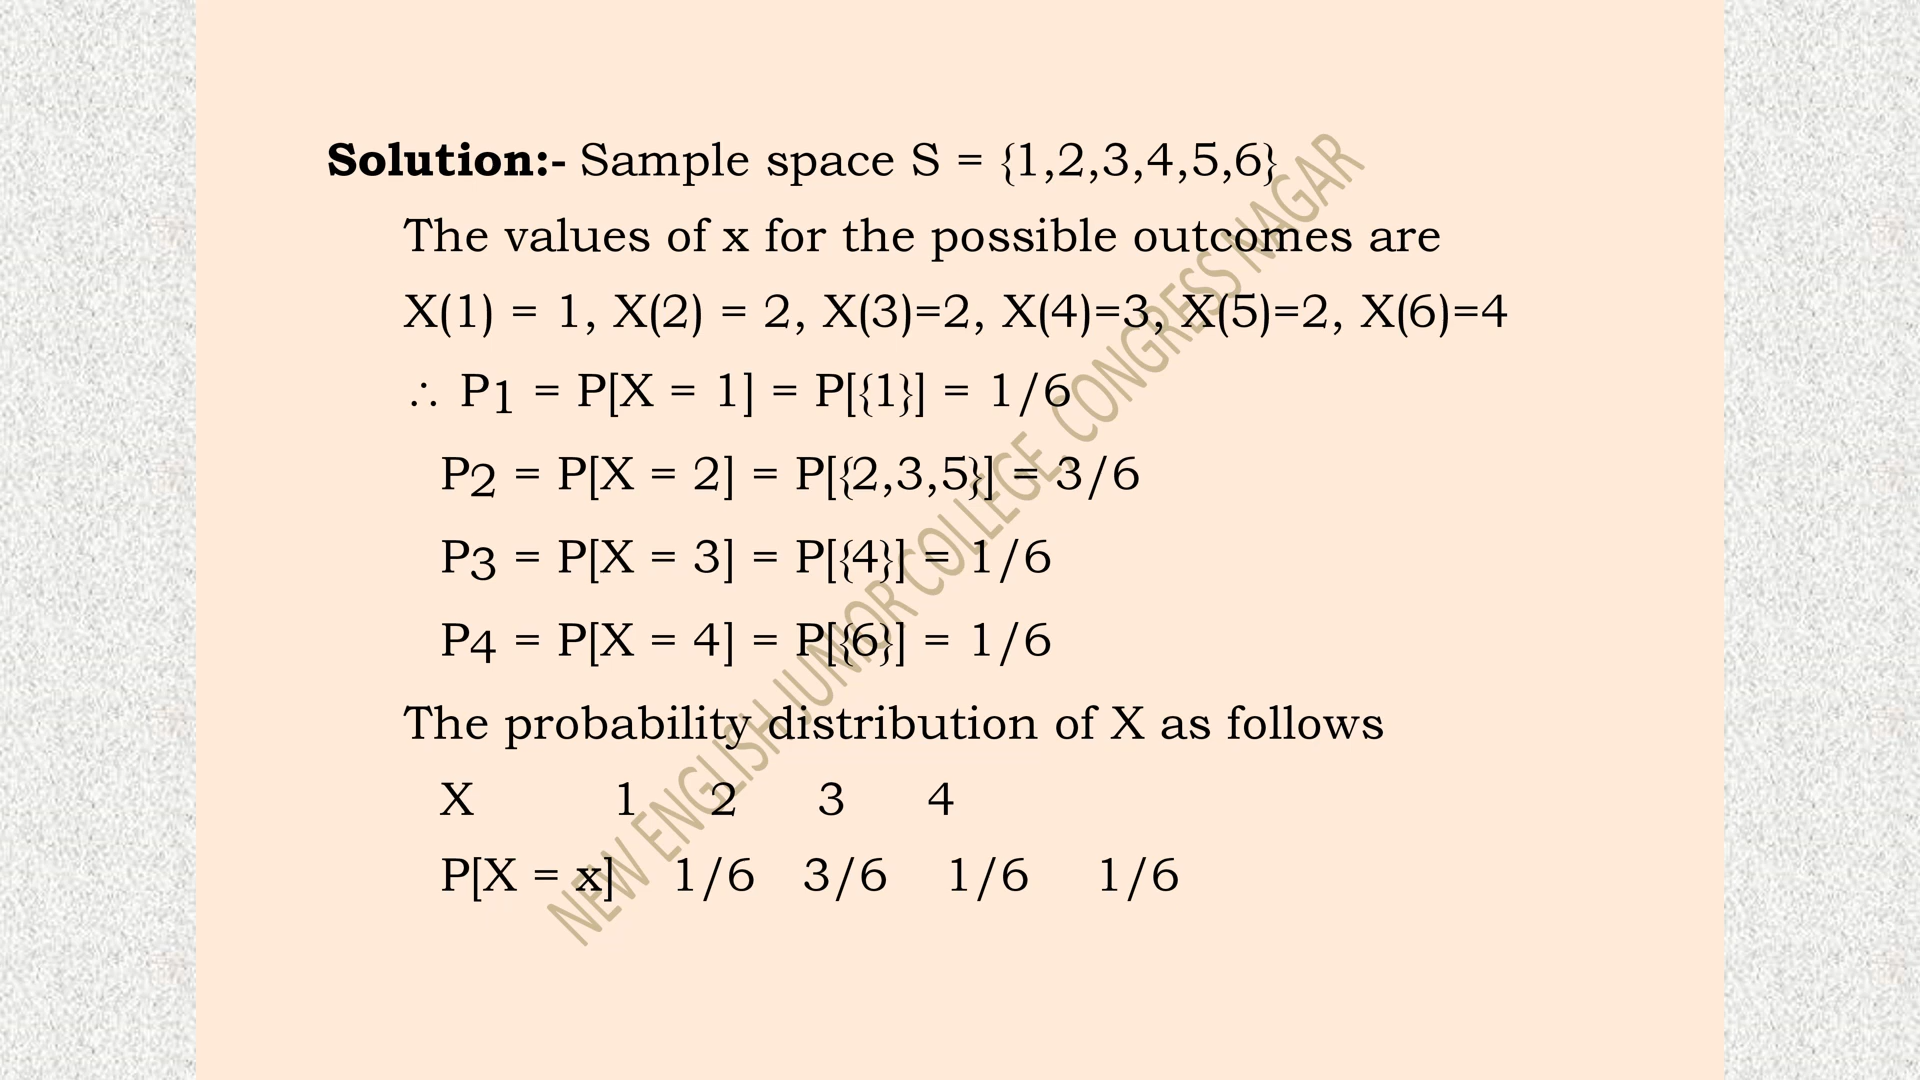 Solution:- Sample space S = {1,2,3,4,5,6}
The values of x for the possible outcomes are
X(1) = 1, X(2) = 2, X(3)=2, X(4)=3, X(5)=2, X(6)=4
∴ P1 = P[X = 1] = P[{1}] = 1/6
P2 = P[X = 2] = P[{2,3,5}] = 3/6
P3 = P[X = 3] = P[{4}] = 1/6
P4 = P[X = 4] = P[{6}] = 1/6
The probability distribution of X as follows
X 1 2 3 4
P[X = x] 1/6 3/6 1/6 1/6
NEW ENGLISH JUNIOR COLLEGE, CONGRESS NAGAR